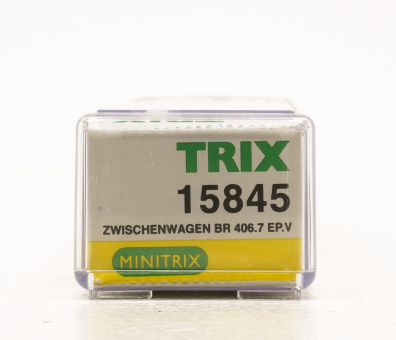 TRIX
15845
ZWISCHENWAGEN BR 406.7 EP.V
MINITRIX